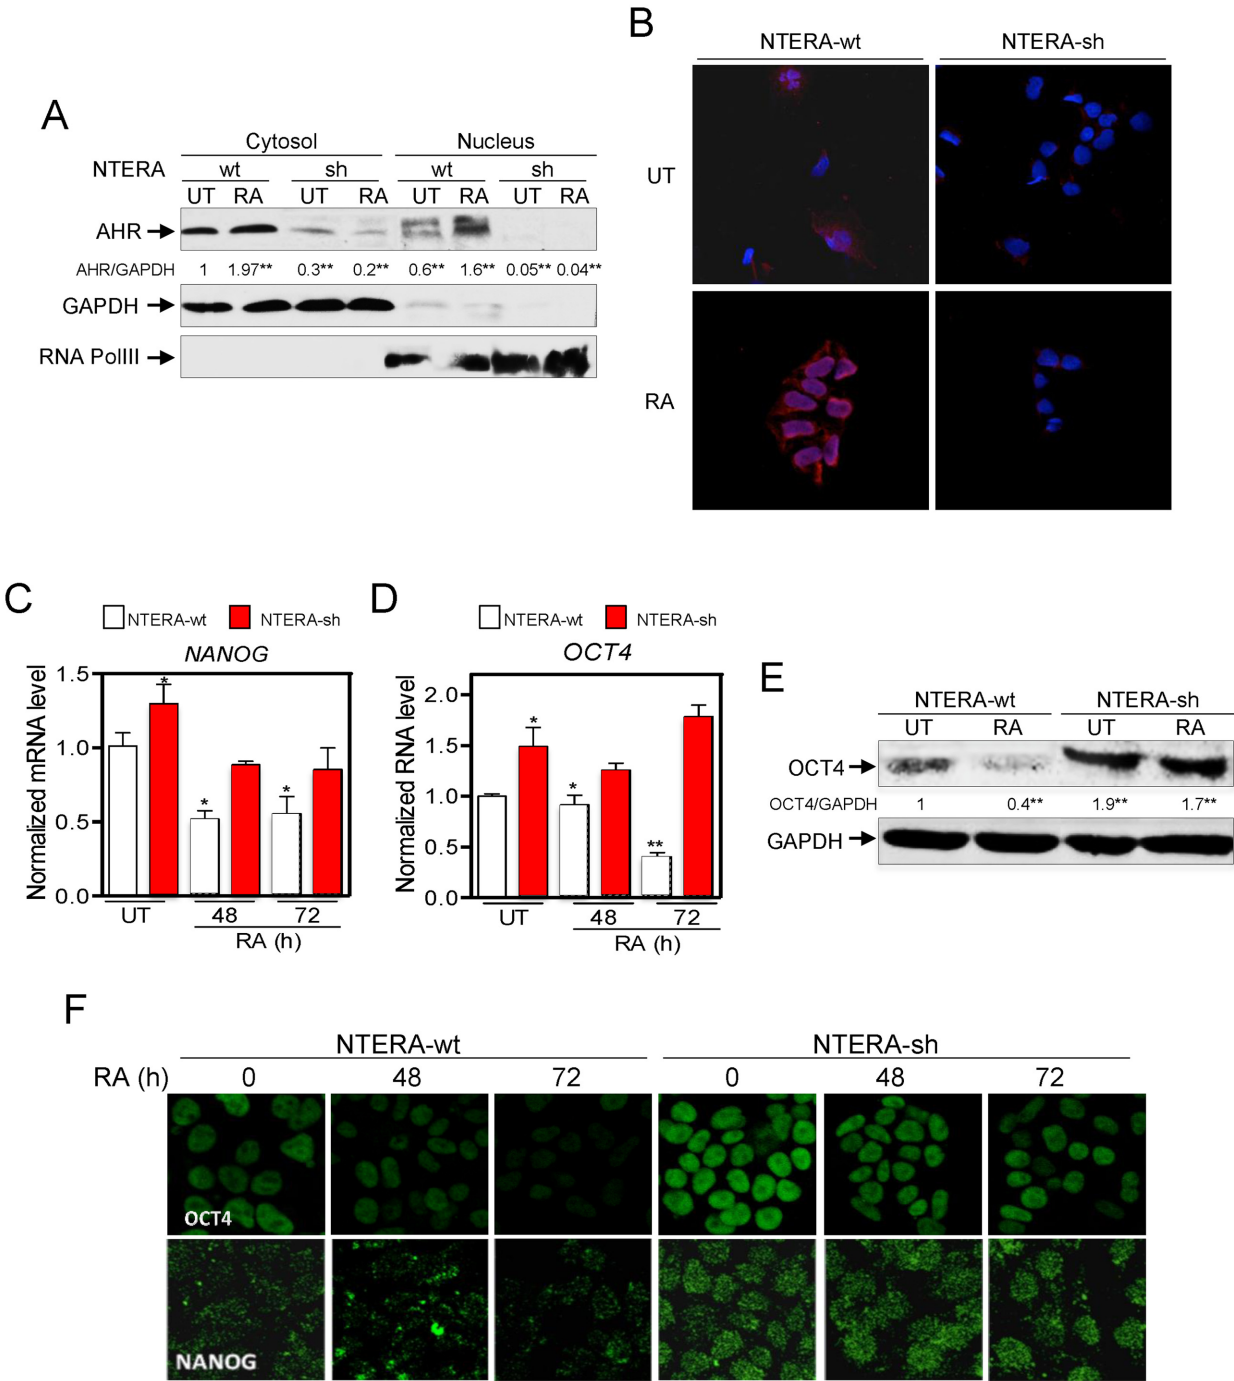 A
Cytosol Nucleus
NTERA wt sh wt sh
UT RA UT RA UT RA UT RA
AHR
AHR/GAPDH 1 1.97** 0.3** 0.2** 0.6** 1.6** 0.05** 0.04**
GAPDH
RNA PolIII
B
NTERA-wt NTERA-sh
UT
RA
C
NTERA-wt NTERA-sh
NANOG
Normalized mRNA level
1.5
1.0
0.5
0.0
* * *
UT 48 72
RA (h)
D
NTERA-wt NTERA-sh
OCT4
Normalized RNA level
2.0
1.5
1.0
0.5
0.0
* * **
UT 48 72
RA (h)
E
NTERA-wt NTERA-sh
UT RA UT RA
OCT4
OCT4/GAPDH 1 0.4** 1.9** 1.7**
GAPDH
F
NTERA-wt NTERA-sh
RA (h) 0 48 72 0 48 72
OCT4
NANOG